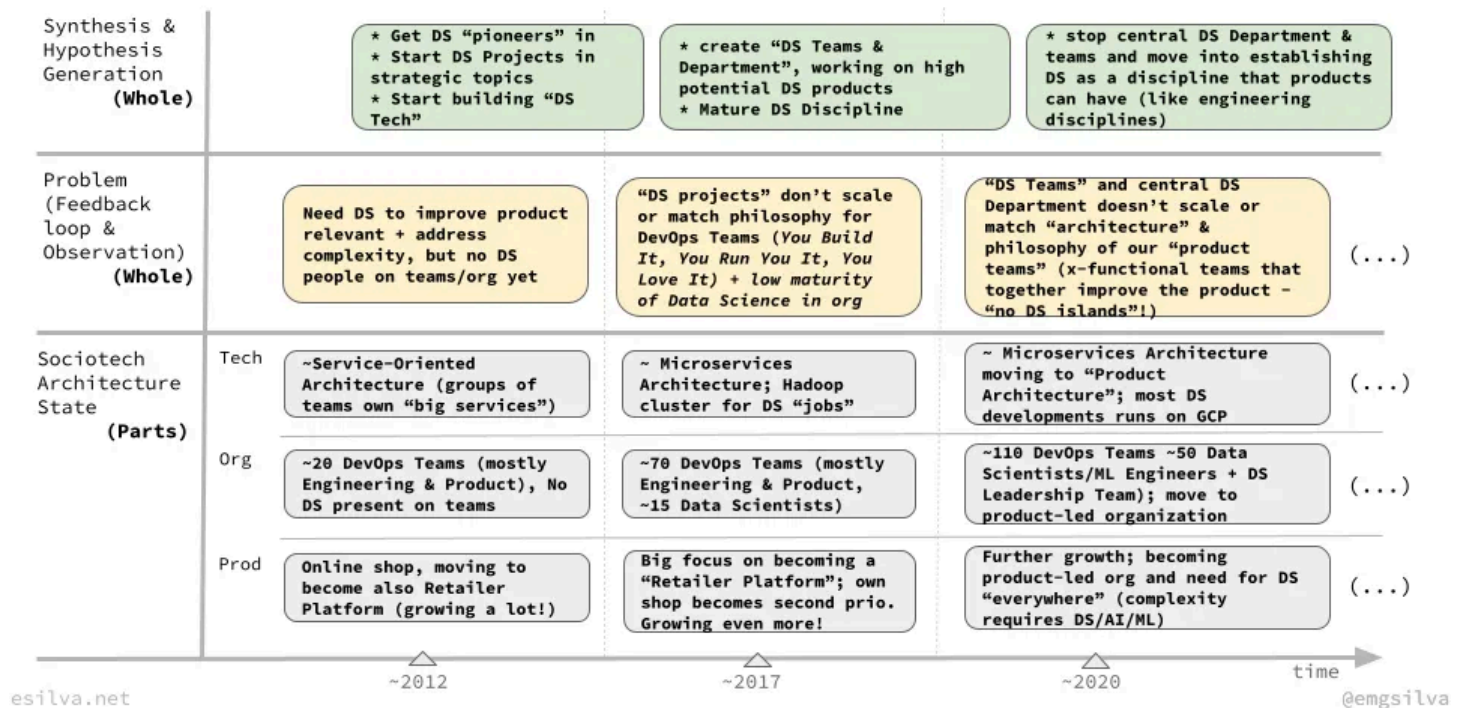 Synthesis &
Hypothesis
Generation
(Whole)
* Get DS “pioneers” in
* Start DS Projects in
strategic topics
* Start building “DS
Tech”
* create “DS Teams &
Department”, working on high
potential DS products
* Mature DS Discipline
* stop central DS Department &
teams and move into establishing
DS as a discipline that products
can have (like engineering
disciplines)
Problem
(Feedback
loop &
Observation)
(Whole)
Need DS to improve product
relevant + address
complexity, but no DS
people on teams/org yet
“DS projects” don’t scale
or match philosophy for
DevOps Teams (You Build
It, You Run You It, You
Love It) + low maturity
of Data Science in org
“DS Teams” and central DS
Department doesn’t scale or
match “architecture” &
philosophy of our “product
teams” (x-functional teams that
together improve the product -
“no DS islands”!)
(...)
Sociotech
Architecture
State
(Parts)
Tech
~Service-Oriented
Architecture (groups of
teams own “big services”)
~ Microservices
Architecture; Hadoop
cluster for DS “jobs”
~ Microservices Architecture
moving to “Product
Architecture”; most DS
developments runs on GCP
(...)
Org
~20 DevOps Teams (mostly
Engineering & Product), No
DS present on teams
~70 DevOps Teams (mostly
Engineering & Product,
~15 Data Scientists)
~110 DevOps Teams ~50 Data
Scientists/ML Engineers + DS
Leadership Team); move to
product-led organization
(...)
Prod
Online shop, moving to
become also Retailer
Platform (growing a lot!)
Big focus on becoming a
“Retailer Platform”; own
shop becomes second prio.
Growing even more!
Further growth; becoming
product-led org and need for DS
“everywhere” (complexity
requires DS/AI/ML)
(...)
~2012
~2017
~2020
time
esilva.net
@emgsilva